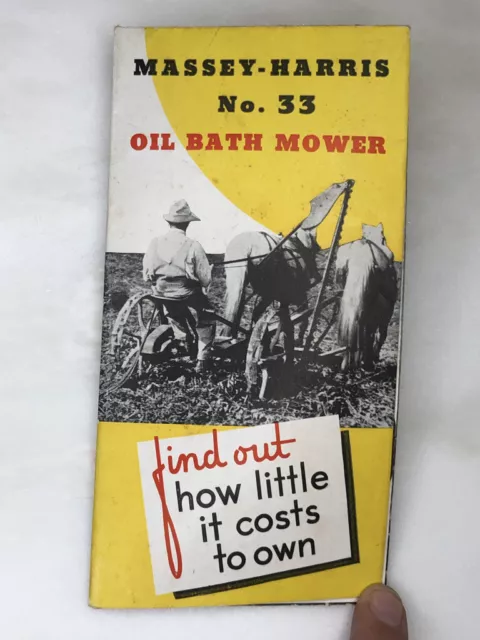 MASSEY-HARRIS
No. 33
OIL BATH MOWER
find out
how little
it costs
to own